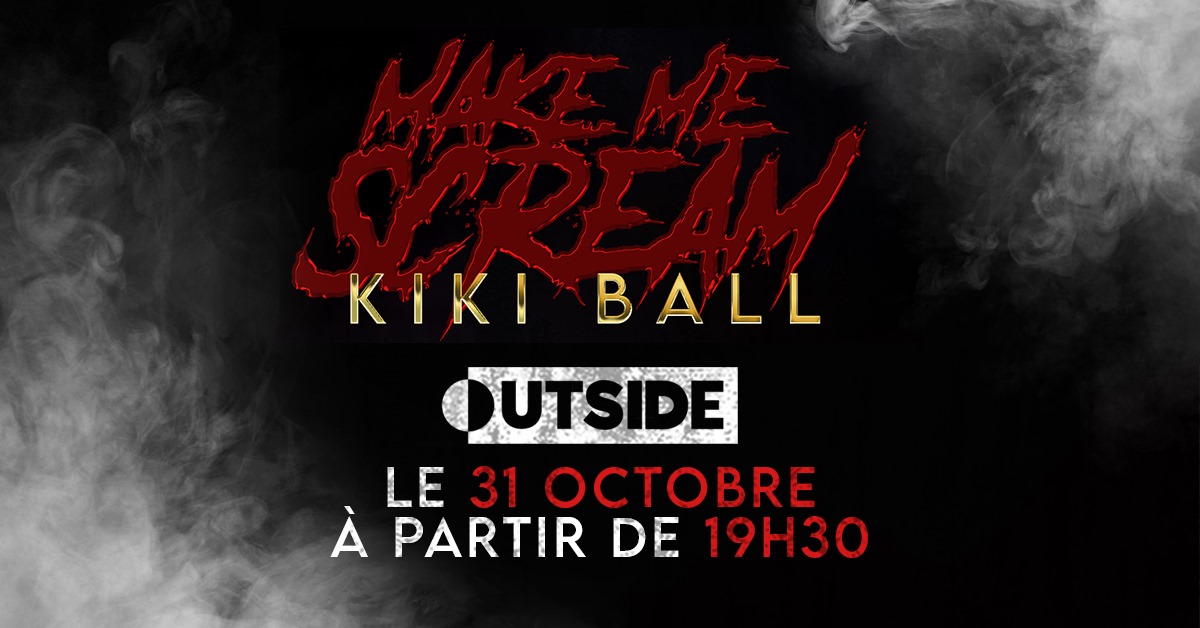 MAKE ME
SCREAM
KIKI BALL
OUTSIDE
LE 31 OCTOBRE
À PARTIR DE 19H30